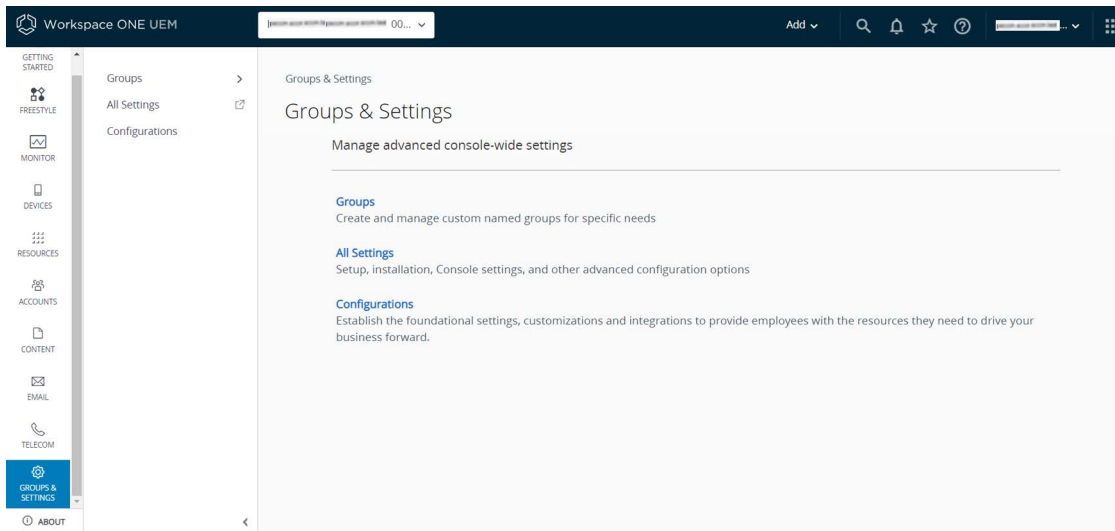 Workspace ONE UEM
00...
Add
GETTING
STARTED
FREESTYLE
MONITOR
DEVICES
RESOURCES
ACCOUNTS
CONTENT
EMAIL
TELECOM
GROUPS &
SETTINGS
ABOUT
Groups
All Settings
Configurations
Groups & Settings
Groups & Settings
Manage advanced console-wide settings
Groups
Create and manage custom named groups for specific needs
All Settings
Setup, installation, Console settings, and other advanced configuration options
Configurations
Establish the foundational settings, customizations and integrations to provide employees with the resources they need to drive your
business forward.